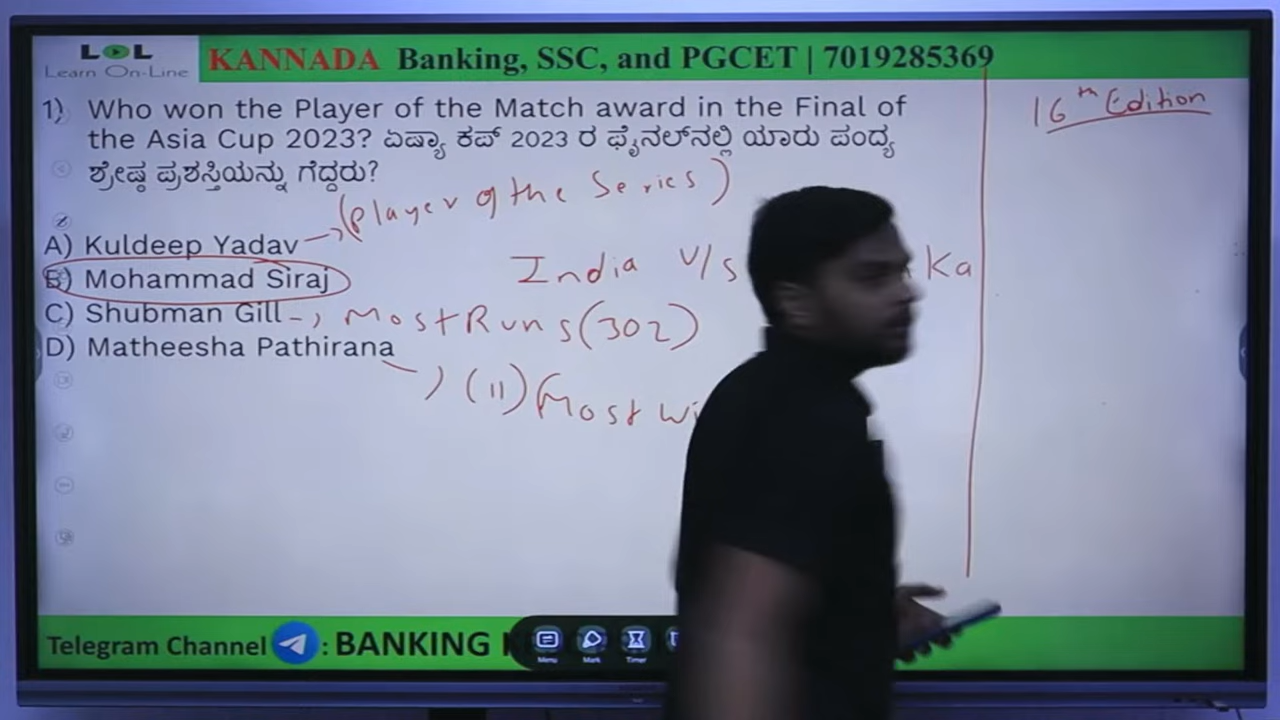 LOL
Learn On-Line
KANNADA Banking, SSC, and PGCET | 7019285369
16th Edition
1) Who won the Player of the Match award in the Final of
the Asia Cup 2023? ಏಷ್ಯಾ ಕಪ್ 2023 ರ ಫೈನಲ್‌ನಲ್ಲಿ ಯಾರು ಪಂದ್ಯ
ಶ್ರೇಷ್ಠ ಪ್ರಶಸ್ತಿಯನ್ನು ಗೆದ್ದರು?
(Player of the Series)
A) Kuldeep Yadav
India v/s
ka
B) Mohammad Siraj
C) Shubman Gill
Most Runs (302)
D) Matheesha Pathirana
(11) (Most Wi
Telegram Channel : BANKING K
Menu Mark Timer